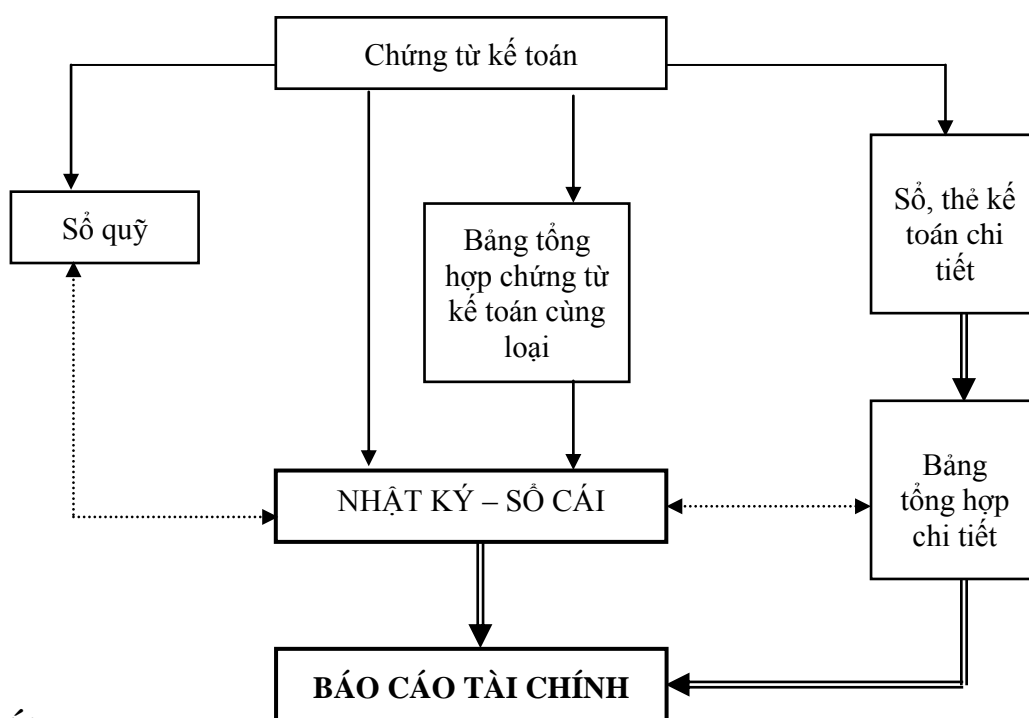 Chứng từ kế toán
Sổ quỹ
Bảng tổng
hợp chứng từ
kế toán cùng
loại
Sổ, thẻ kế
toán chi
tiết
NHẬT KÝ – SỔ CÁI
Bảng
tổng hợp
chi tiết
BÁO CÁO TÀI CHÍNH